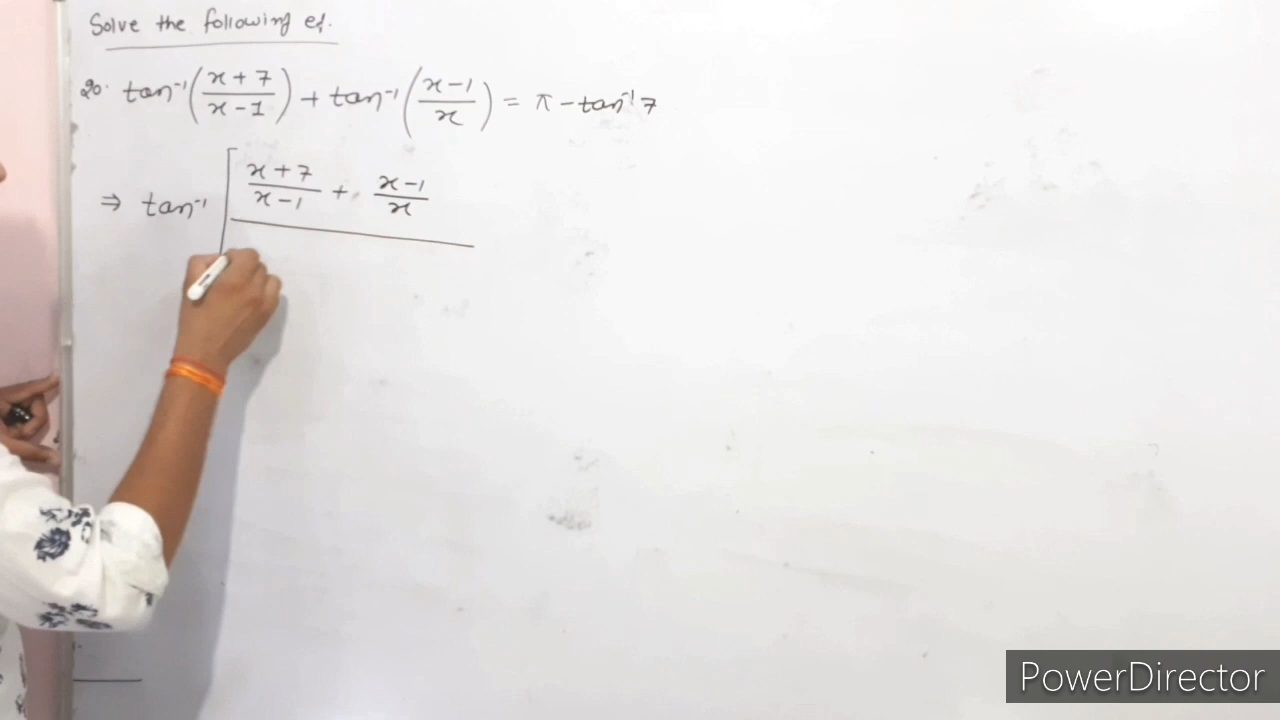 Solve the following eq.
20. tan⁻¹((x+7)/(x-1)) + tan⁻¹((x-1)/x) = π - tan⁻¹ 7
⇒ tan⁻¹ [ (x+7)/(x-1) + (x-1)/x
PowerDirector